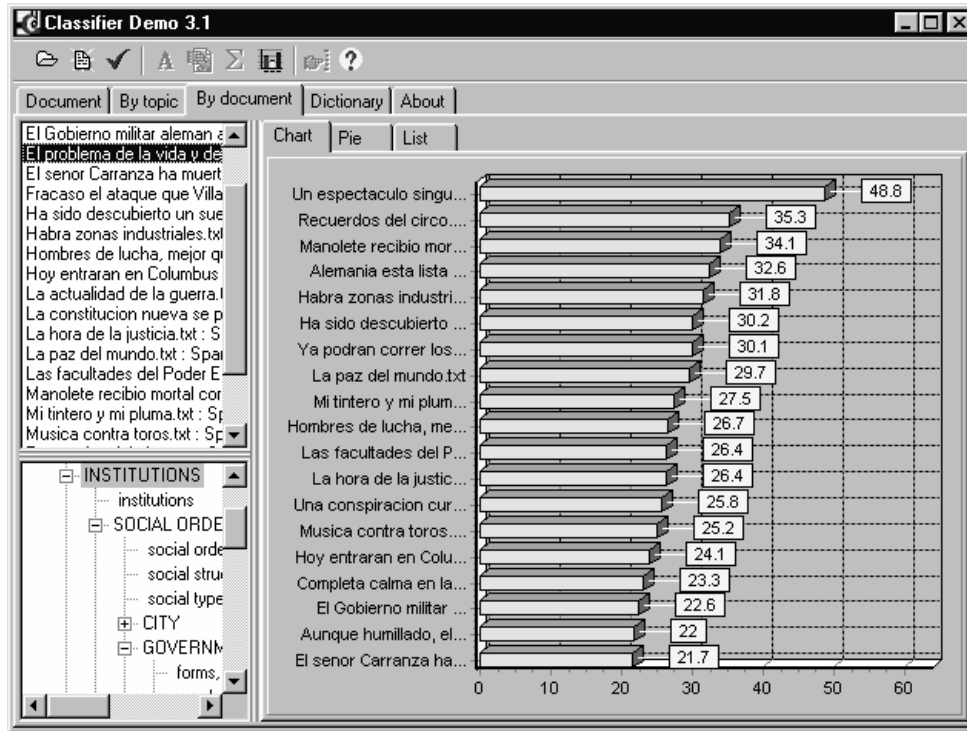 Classifier Demo 3.1
Document By topic By document Dictionary About
El Gobierno militar aleman a
El problema de la vida y de
El senor Carranza ha muert
Fracaso el ataque que Villa
Ha sido descubierto un sue
Habra zonas industriales.txt
Hombres de lucha, mejor qu
Hoy entraran en Columbus
La actualidad de la guerra.t
La constitucion nueva se p
La hora de la justicia.txt : S
La paz del mundo.txt : Spar
Las facultades del Poder E
Manolete recibio mortal cor
Mi tintero y mi pluma.txt : Sp
Musica contra toros.txt : Sp
INSTITUTIONS
institutions
SOCIAL ORDE
social orde
social stru
social type
CITY
GOVERNM
forms,
Chart Pie List
Un espectaculo singu... 48.8
Recuerdos del circo.... 35.3
Manolete recibio mor... 34.1
Alemania esta lista ... 32.6
Habra zonas industri... 31.8
Ha sido descubierto ... 30.2
Ya podran correr los... 30.1
La paz del mundo.txt 29.7
Mi tintero y mi plum... 27.5
Hombres de lucha, me... 26.7
Las facultades del P... 26.4
La hora de la justic... 26.4
Una conspiracion cur... 25.8
Musica contra toros.... 25.2
Hoy entraran en Colu... 24.1
Completa calma en la... 23.3
El Gobierno militar ... 22.6
Aunque humillado, el... 22
El senor Carranza ha... 21.7
0 10 20 30 40 50 60